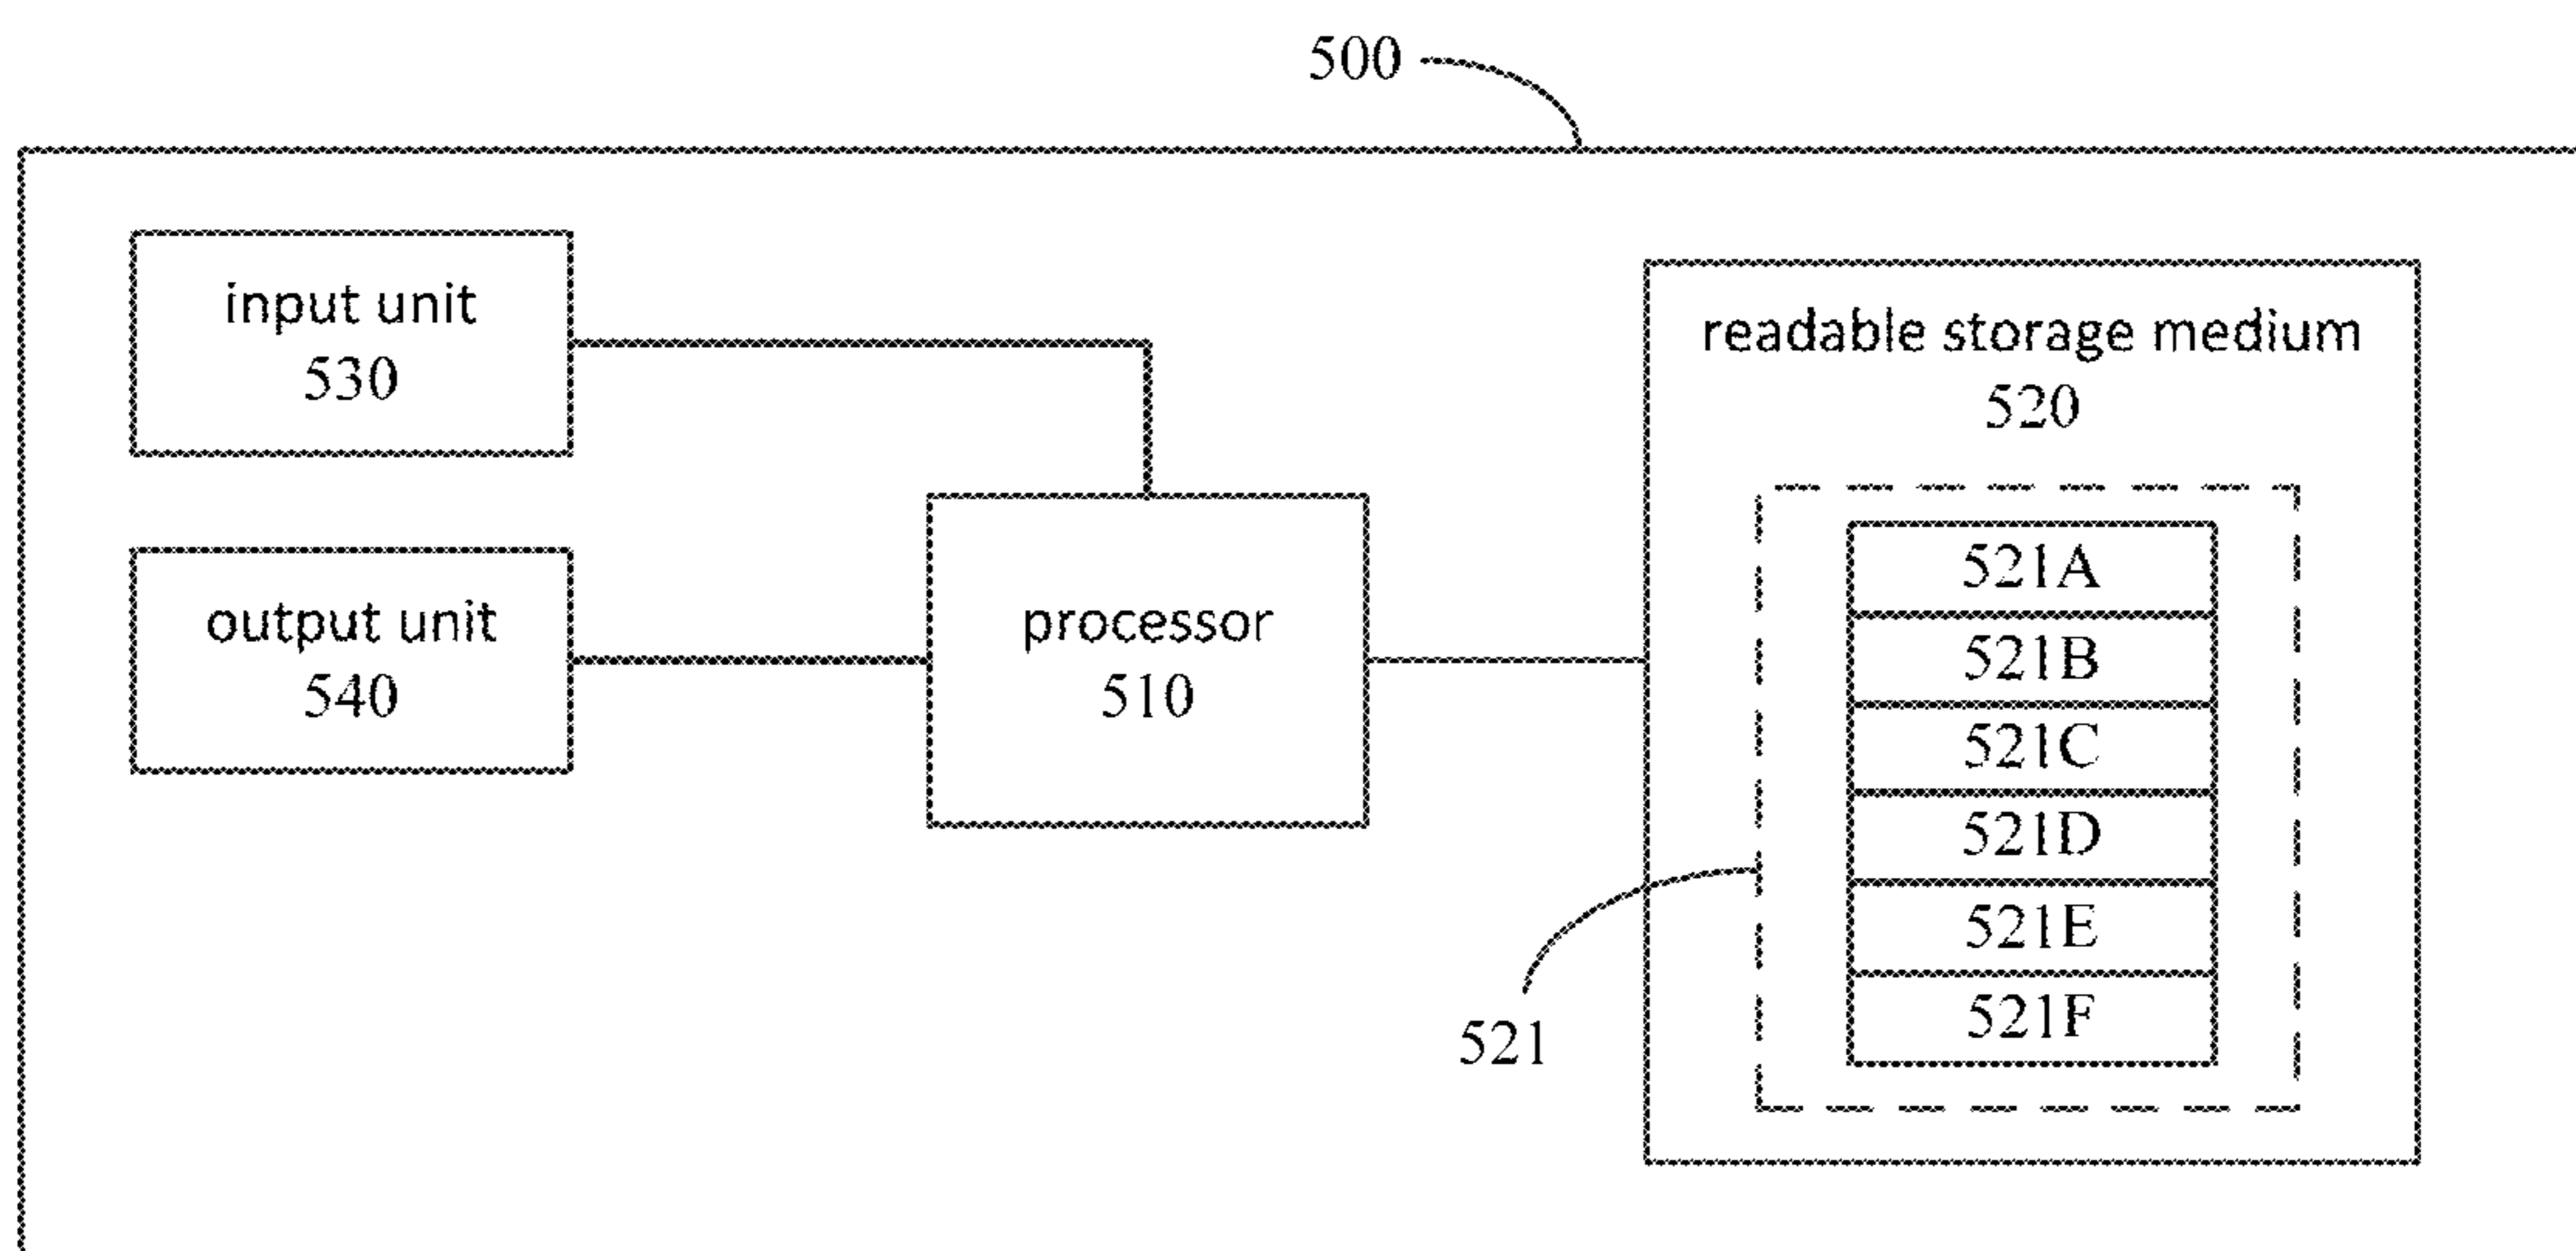 500
input unit
530
output unit
540
processor
510
readable storage medium
520
521A
521B
521C
521D
521E
521F
521